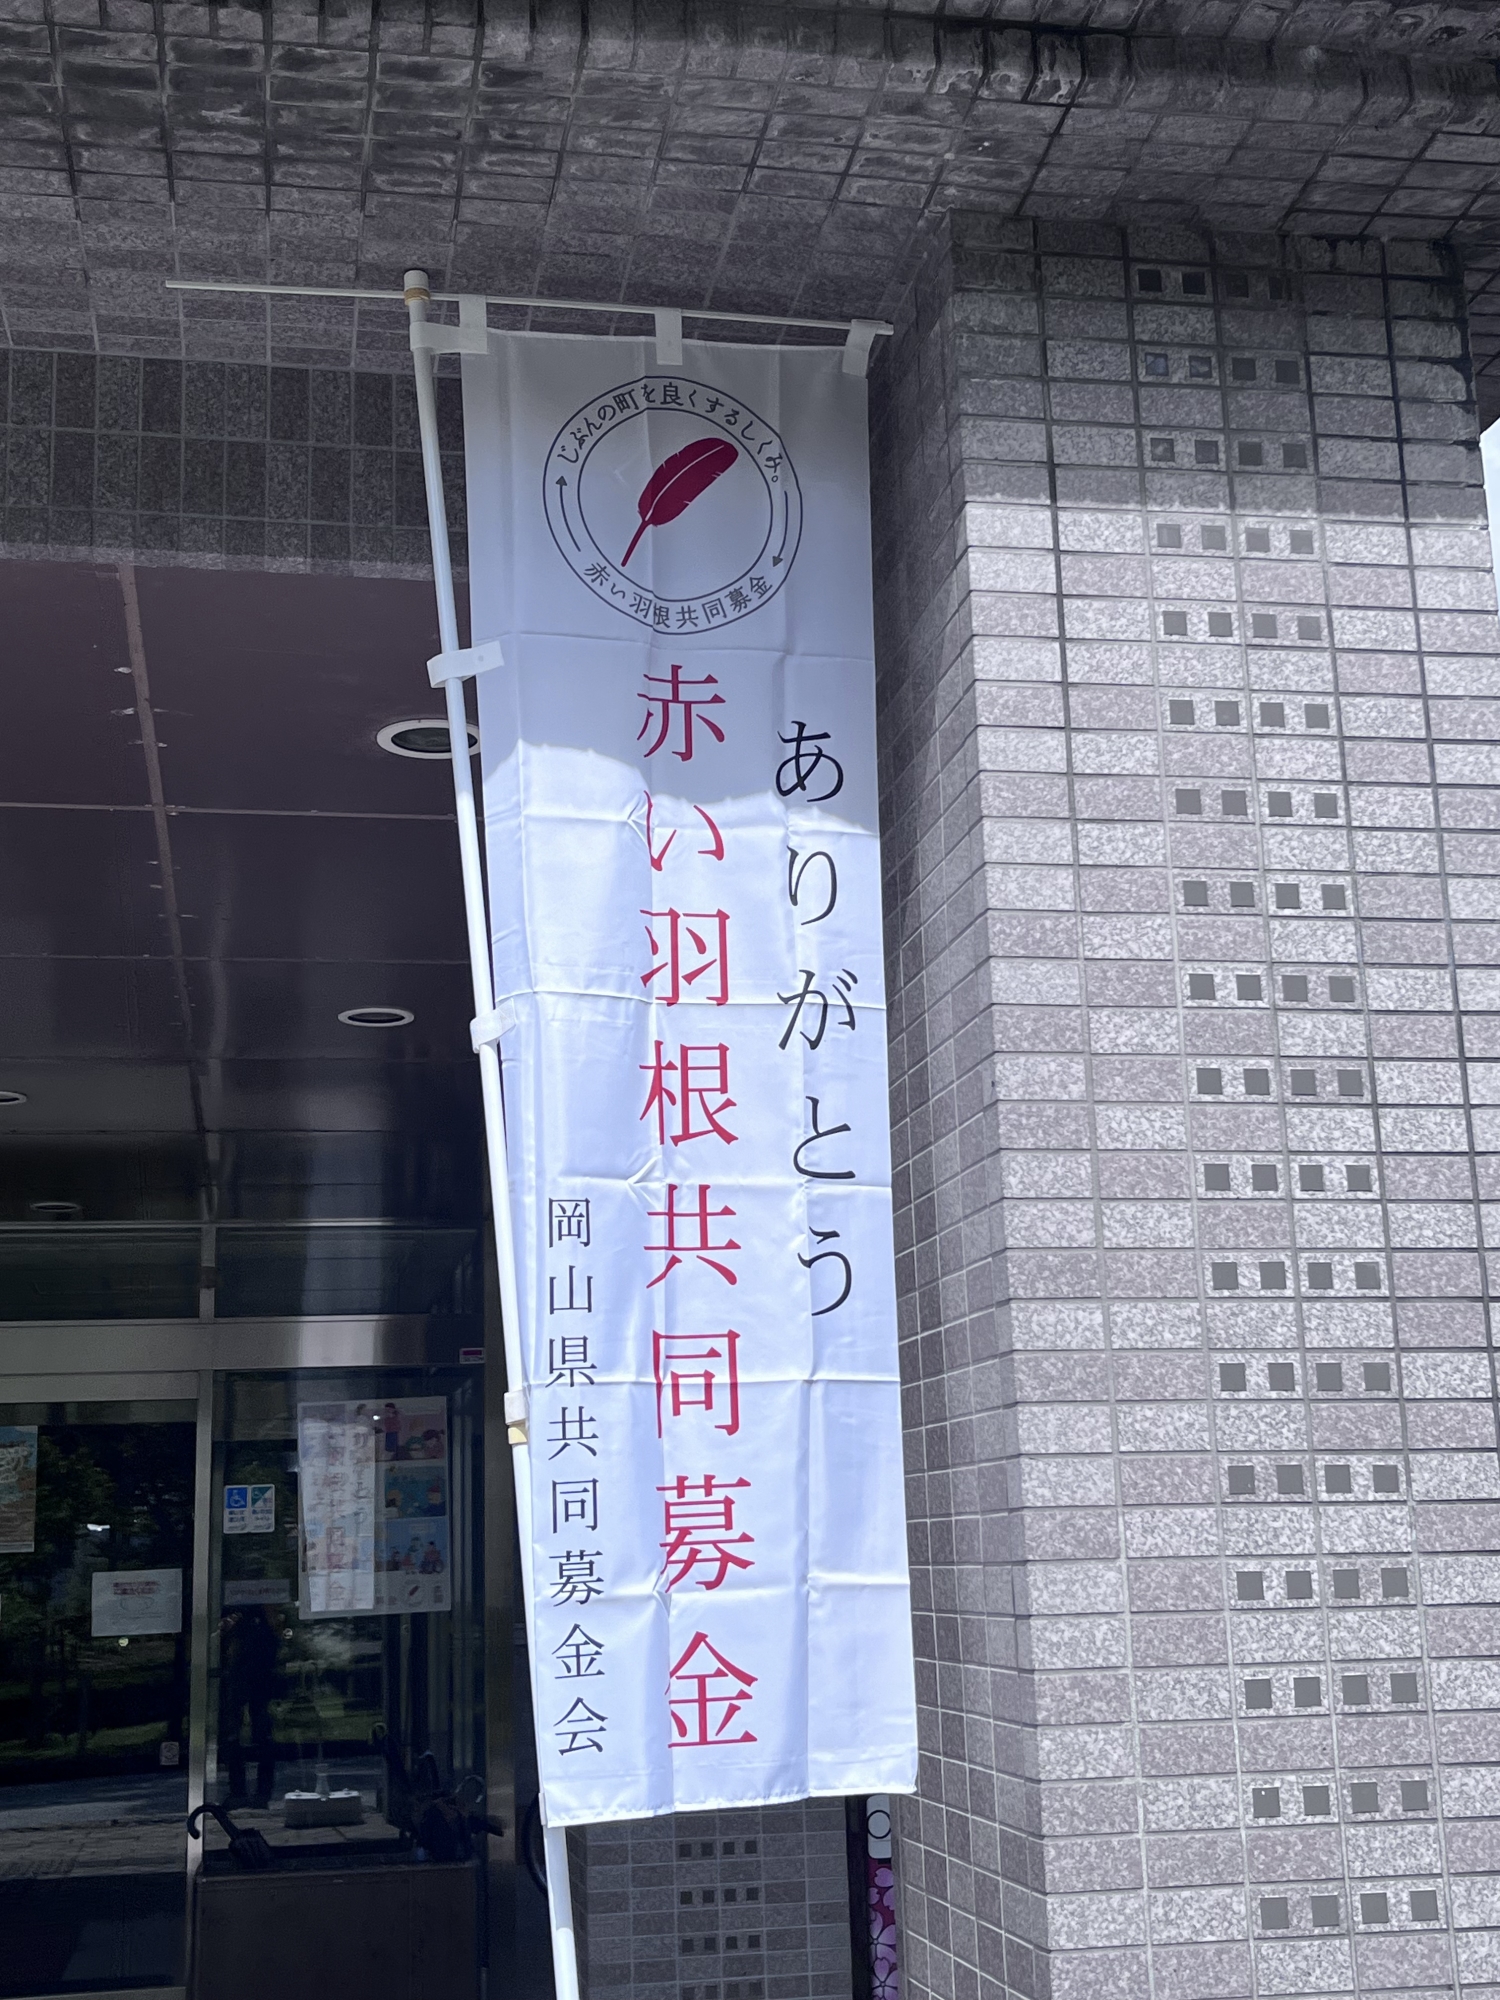 じぶんの町を良くするしくみ。
赤い羽根共同募金
ありがとう
赤い羽根共同募金
岡山県共同募金会